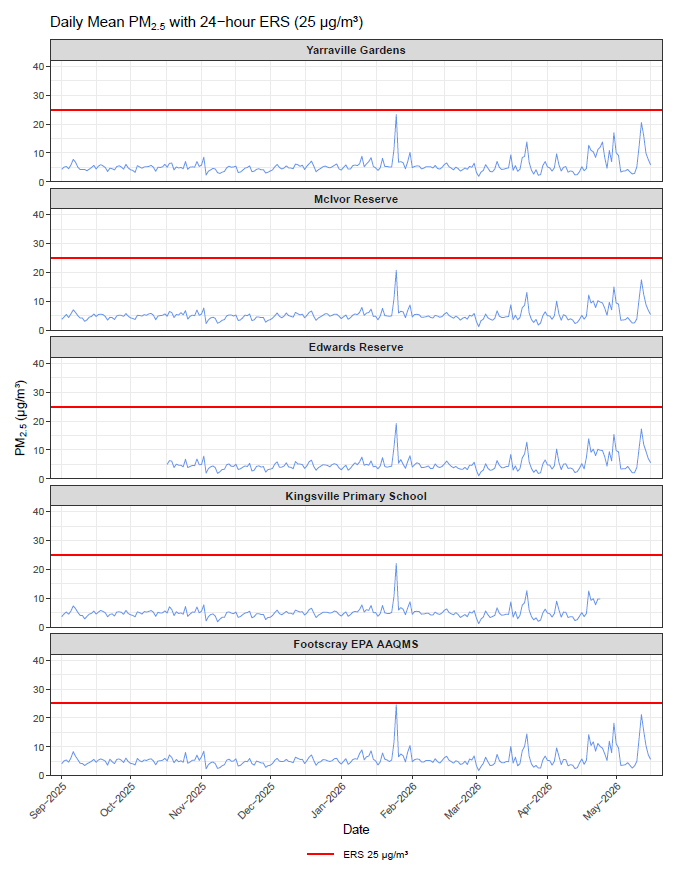 Daily Mean PM2.5 with 24−hour ERS (25 µg/m³)
Yarraville Gardens
40
30
20
10
0
McIvor Reserve
40
30
20
10
0
Edwards Reserve
40
30
20
10
0
PM2.5 (µg/m³)
Kingsville Primary School
40
30
20
10
0
Footscray EPA AAQMS
40
30
20
10
0
Sep−2025
Oct−2025
Nov−2025
Dec−2025
Jan−2026
Feb−2026
Mar−2026
Apr−2026
May−2026
Date
ERS 25 µg/m³